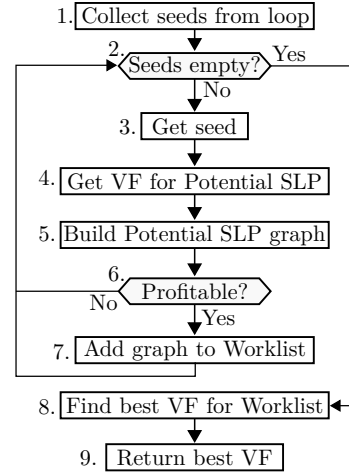 1. Collect seeds from loop
2. Seeds empty? Yes
No
3. Get seed
4. Get VF for Potential SLP
5. Build Potential SLP graph
6. Profitable?
No
Yes
7. Add graph to Worklist
8. Find best VF for Worklist
9. Return best VF